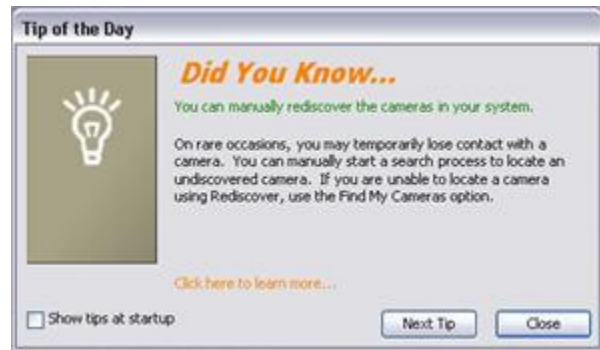 Tip of the Day
Did You Know...
You can manually rediscover the cameras in your system.
On rare occasions, you may temporarily lose contact with a
camera. You can manually start a search process to locate an
undiscovered camera. If you are unable to locate a camera
using Rediscover, use the Find My Cameras option.
Click here to learn more...
Show tips at startup
Next Tip
Close